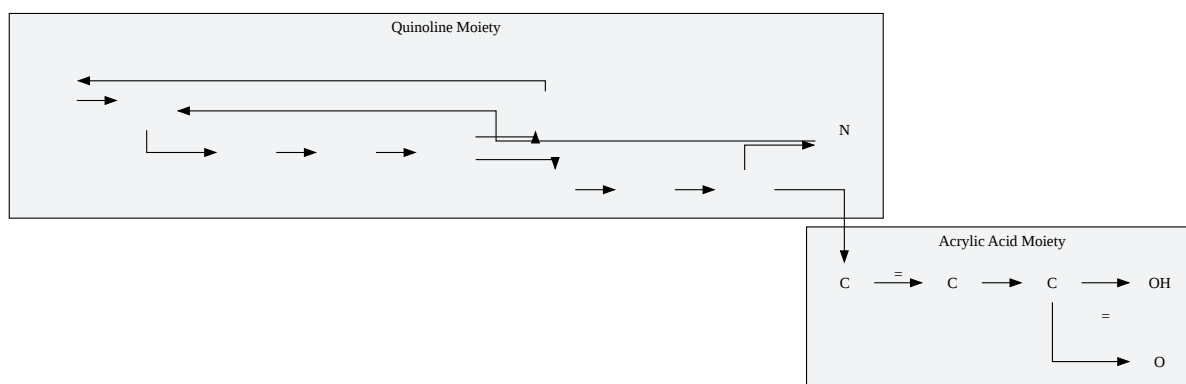 Quinoline Moiety
N
Acrylic Acid Moiety
C = C C OH
=
O